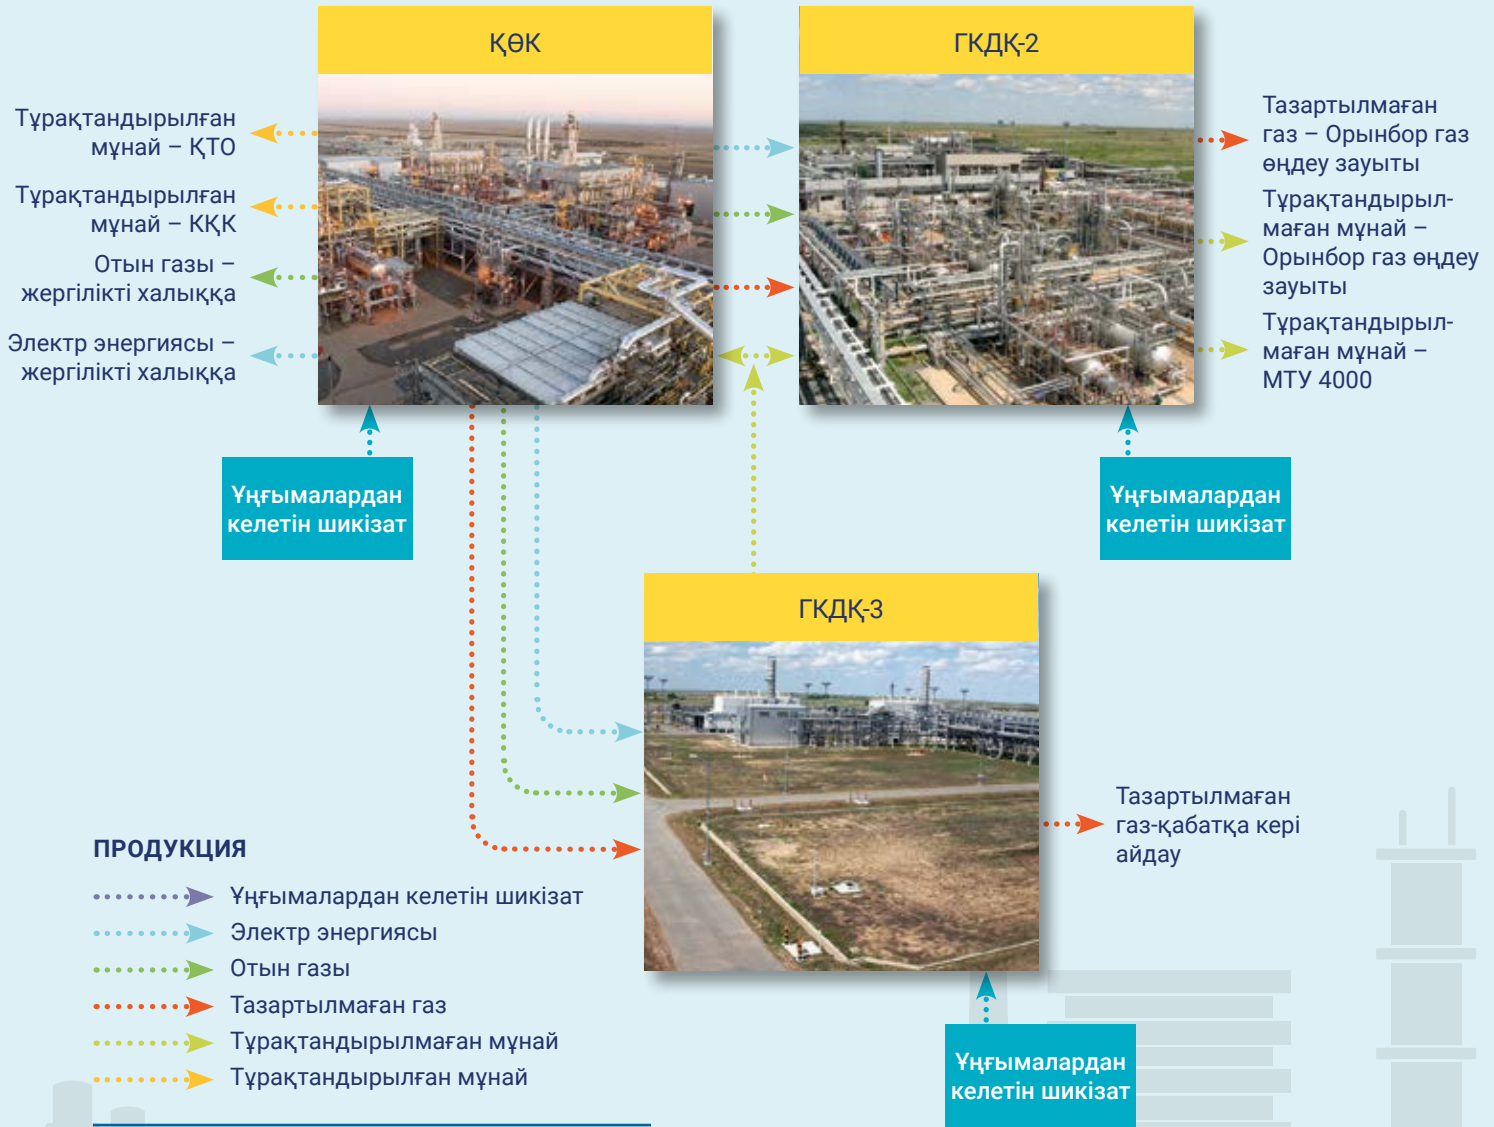 ҚӨК
ГКДҚ-2
Тұрақтандырылған
мұнай – ҚТО
Тұрақтандырылған
мұнай – КҚК
Отын газы –
жергілікті халыққа
Электр энергиясы –
жергілікті халыққа
Тазартылмаған
газ – Орынбор газ
өңдеу зауыты
Тұрақтандырыл-
маған мұнай –
Орынбор газ өңдеу
зауыты
Тұрақтандырыл-
маған мұнай –
МТУ 4000
Ұңғымалардан
келетін шикізат
Ұңғымалардан
келетін шикізат
ГКДҚ-3
Тазартылмаған
газ-қабатқа кері
айдау
ПРОДУКЦИЯ
Ұңғымалардан келетін шикізат
Электр энергиясы
Отын газы
Тазартылмаған газ
Тұрақтандырылмаған мұнай
Тұрақтандырылған мұнай
Ұңғымалардан
келетін шикізат